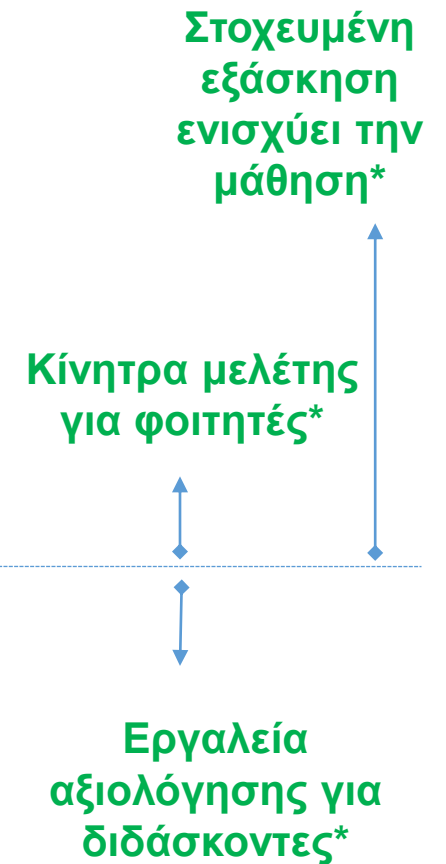 Στοχευμένη
εξάσκηση
ενισχύει την
μάθηση*
Κίνητρα μελέτης
για φοιτητές*
Εργαλεία
αξιολόγησης για
διδάσκοντες*